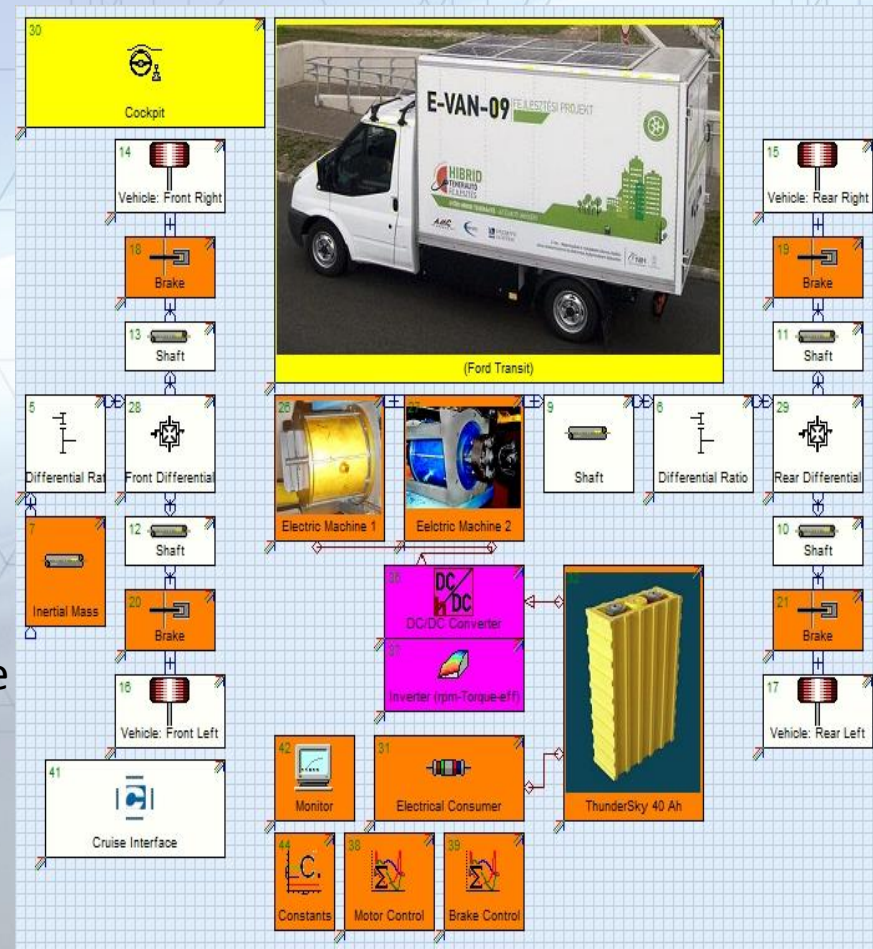 30
Cockpit
E-VAN-09 FEJLESZTÉSI PROJEKT
HIBRID
TEHERAUTÓ
FEJLESZTÉS
(Ford Transit)
14
Vehicle: Front Right
15
Vehicle: Rear Right
18
Brake
19
Brake
13
Shaft
11
Shaft
5
Differential Rat
28
Front Differential
26
Electric Machine 1
27
Eelctric Machine 2
9
Shaft
6
Differential Ratio
29
Rear Differential
7
Inertial Mass
12
Shaft
10
Shaft
DC/DC
DC/DC Converter
20
Brake
21
Brake
e
37
Inverter (rpm-Torque-eff)
16
Vehicle: Front Left
17
Vehicle: Rear Left
41
Cruise Interface
42
Monitor
31
Electrical Consumer
ThunderSky 40 Ah
44
C.
Constants
38
Σ
Motor Control
39
Σ
Brake Control